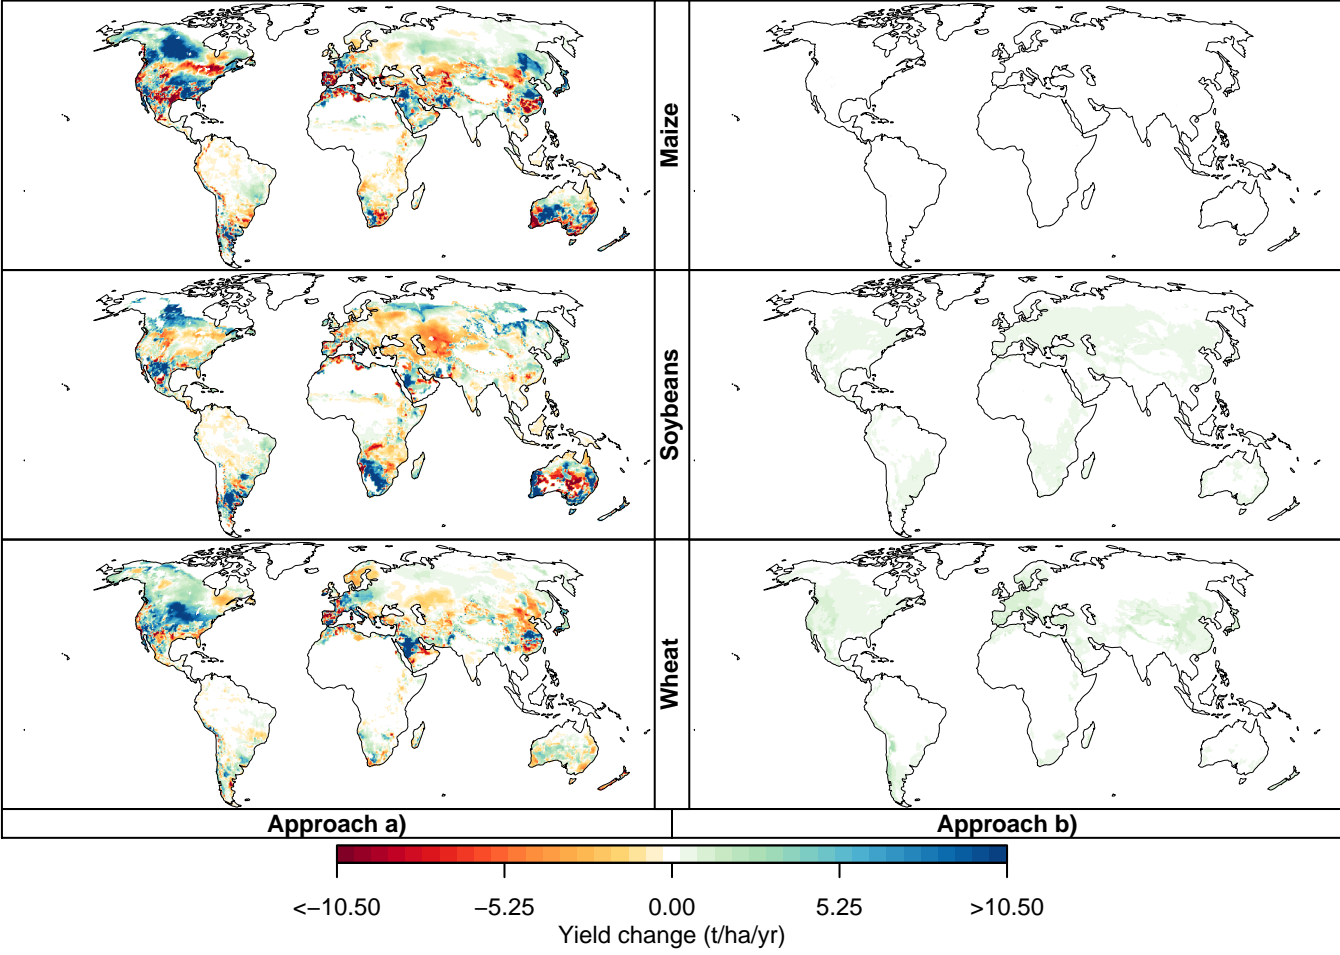 Maize
Soybeans
Wheat
Approach a)
Approach b)
<−10.50
−5.25
0.00
5.25
>10.50
Yield change (t/ha/yr)